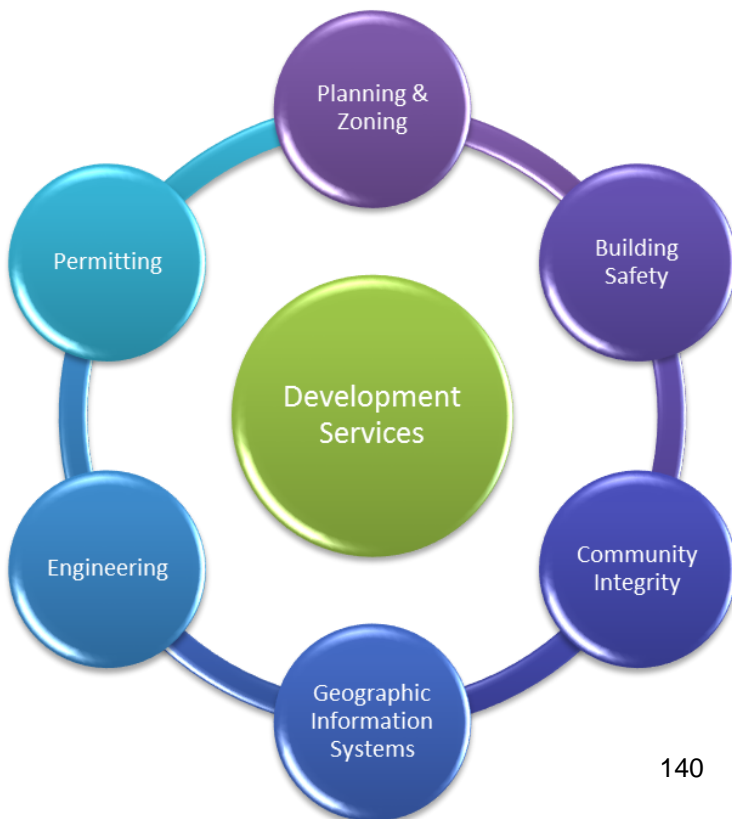 Planning &
Zoning
Building
Safety
Community
Integrity
Geographic
Information
Systems
Engineering
Permitting
Development
Services
140